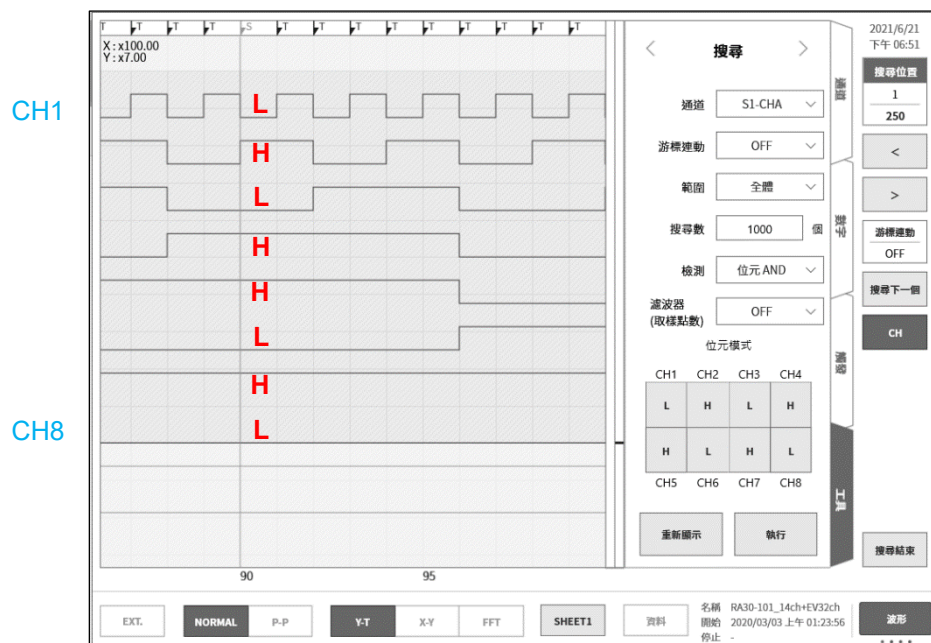 T T T T S T T T T T T T T T
X : x100.00
Y : x7.00
CH1
L
H
L
H
H
L
H
L
CH8
90 95
< 搜尋 >
通道 S1-CHA
游標連動 OFF
範圍 全體
搜尋數 1000 個
檢測 位元 AND
濾波器
(取樣點數) OFF
位元模式
CH1 CH2 CH3 CH4
L H L H
H L H L
CH5 CH6 CH7 CH8
重新顯示 執行
通道
數字
觸發
工具
2021/6/21
下午 06:51
搜尋位置
1
250
<
>
游標連動
OFF
搜尋下一個
CH
搜尋結束
EXT. NORMAL P-P Y-T X-Y FFT SHEET1 資料
名稱 RA30-101_14ch+EV32ch
開始 2020/03/03 上午 01:23:56
停止 -
波形